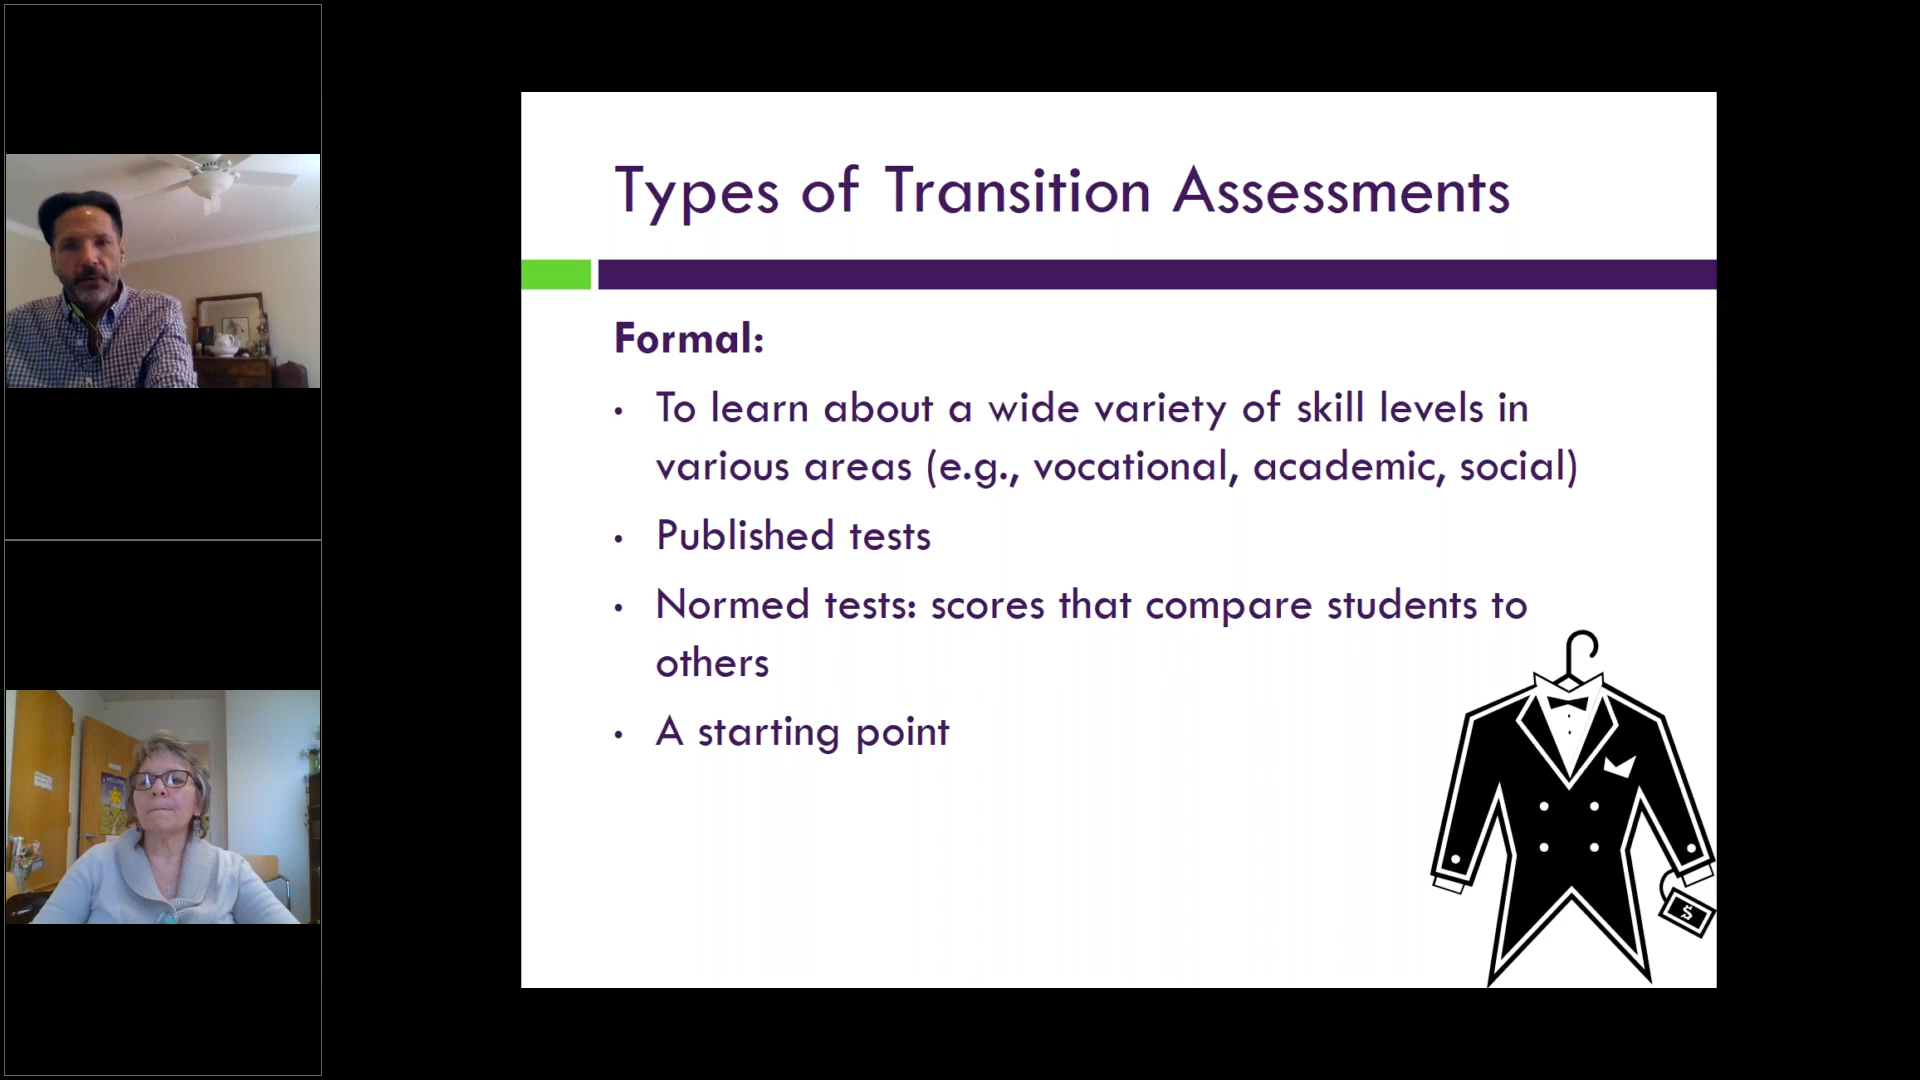 Types of Transition Assessments
Formal:
• To learn about a wide variety of skill levels in
various areas (e.g., vocational, academic, social)
• Published tests
• Normed tests: scores that compare students to
others
• A starting point
$